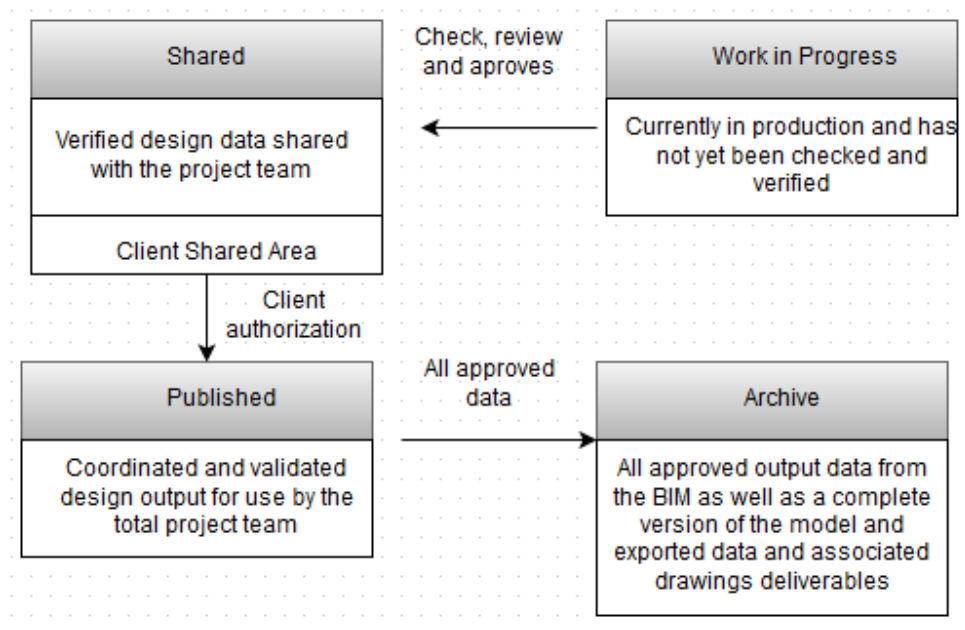 Shared
Verified design data shared
with the project team
Client Shared Area
Check, review
and aproves
Work in Progress
Currently in production and has
not yet been checked and
verified
Client
authorization
Published
Coordinated and validated
design output for use by the
total project team
All approved
data
Archive
All approved output data from
the BIM as well as a complete
version of the model and
exported data and associated
drawings deliverables